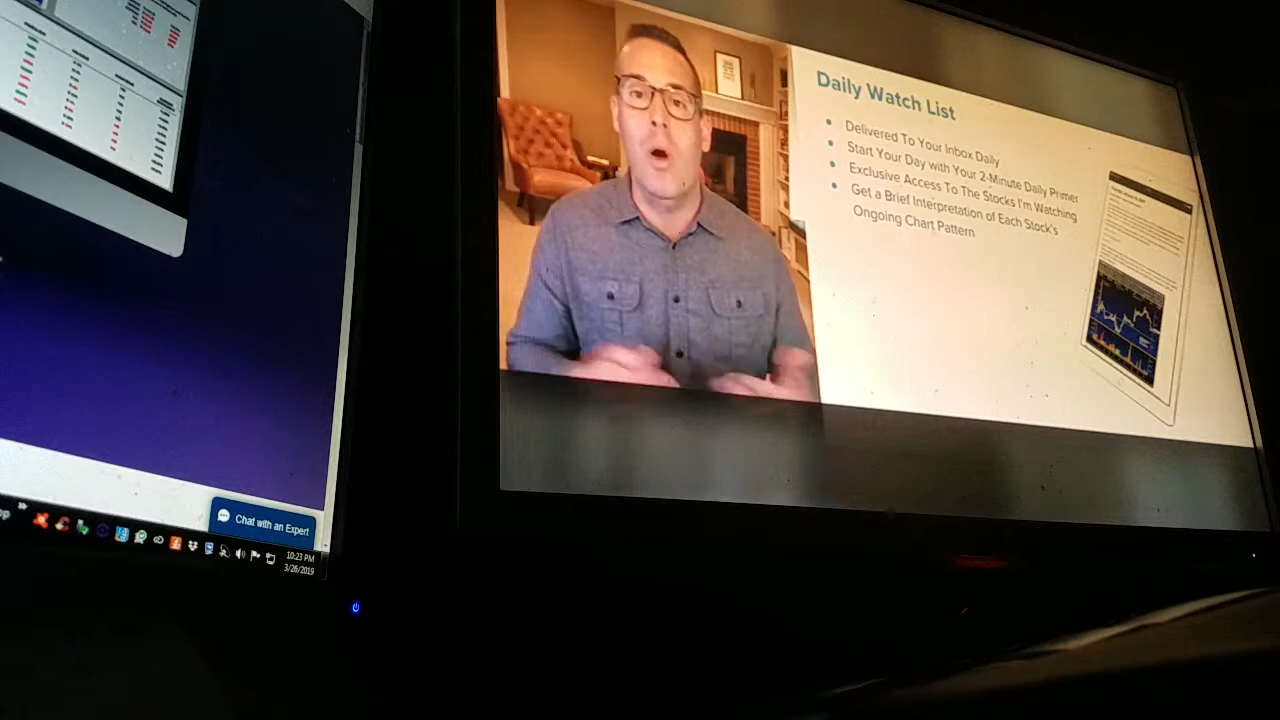 Daily Watch List
Delivered To Your Inbox Daily
Start Your Day with Your 2-Minute Daily Primer
Exclusive Access To The Stocks I'm Watching
Get a Brief Interpretation of Each Stock's
Ongoing Chart Pattern
Chat with an Expert
10:23 PM
3/26/2019